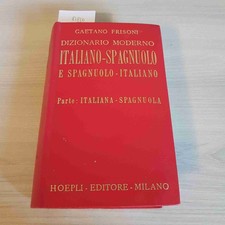 CAETANO FRISONI
DIZIONARIO MODERNO
ITALIANO-SPAGNUOLO
E SPAGNUOLO-ITALIANO
Parte: ITALIANA-SPAGNUOLA
HOEPLI-EDITORE-MILANO